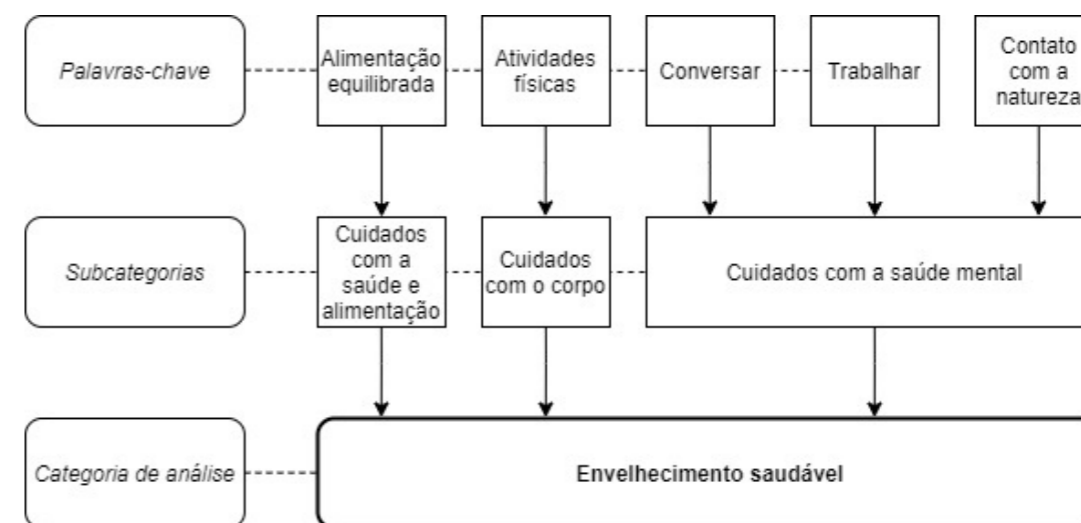 Palavras-chave
Alimentação
equilibrada
Atividades
físicas
Conversar
Trabalhar
Contato
com a
natureza
Subcategorias
Cuidados
com a
saúde e
alimentação
Cuidados
com o corpo
Cuidados com a saúde mental
Categoria de análise
Envelhecimento saudável